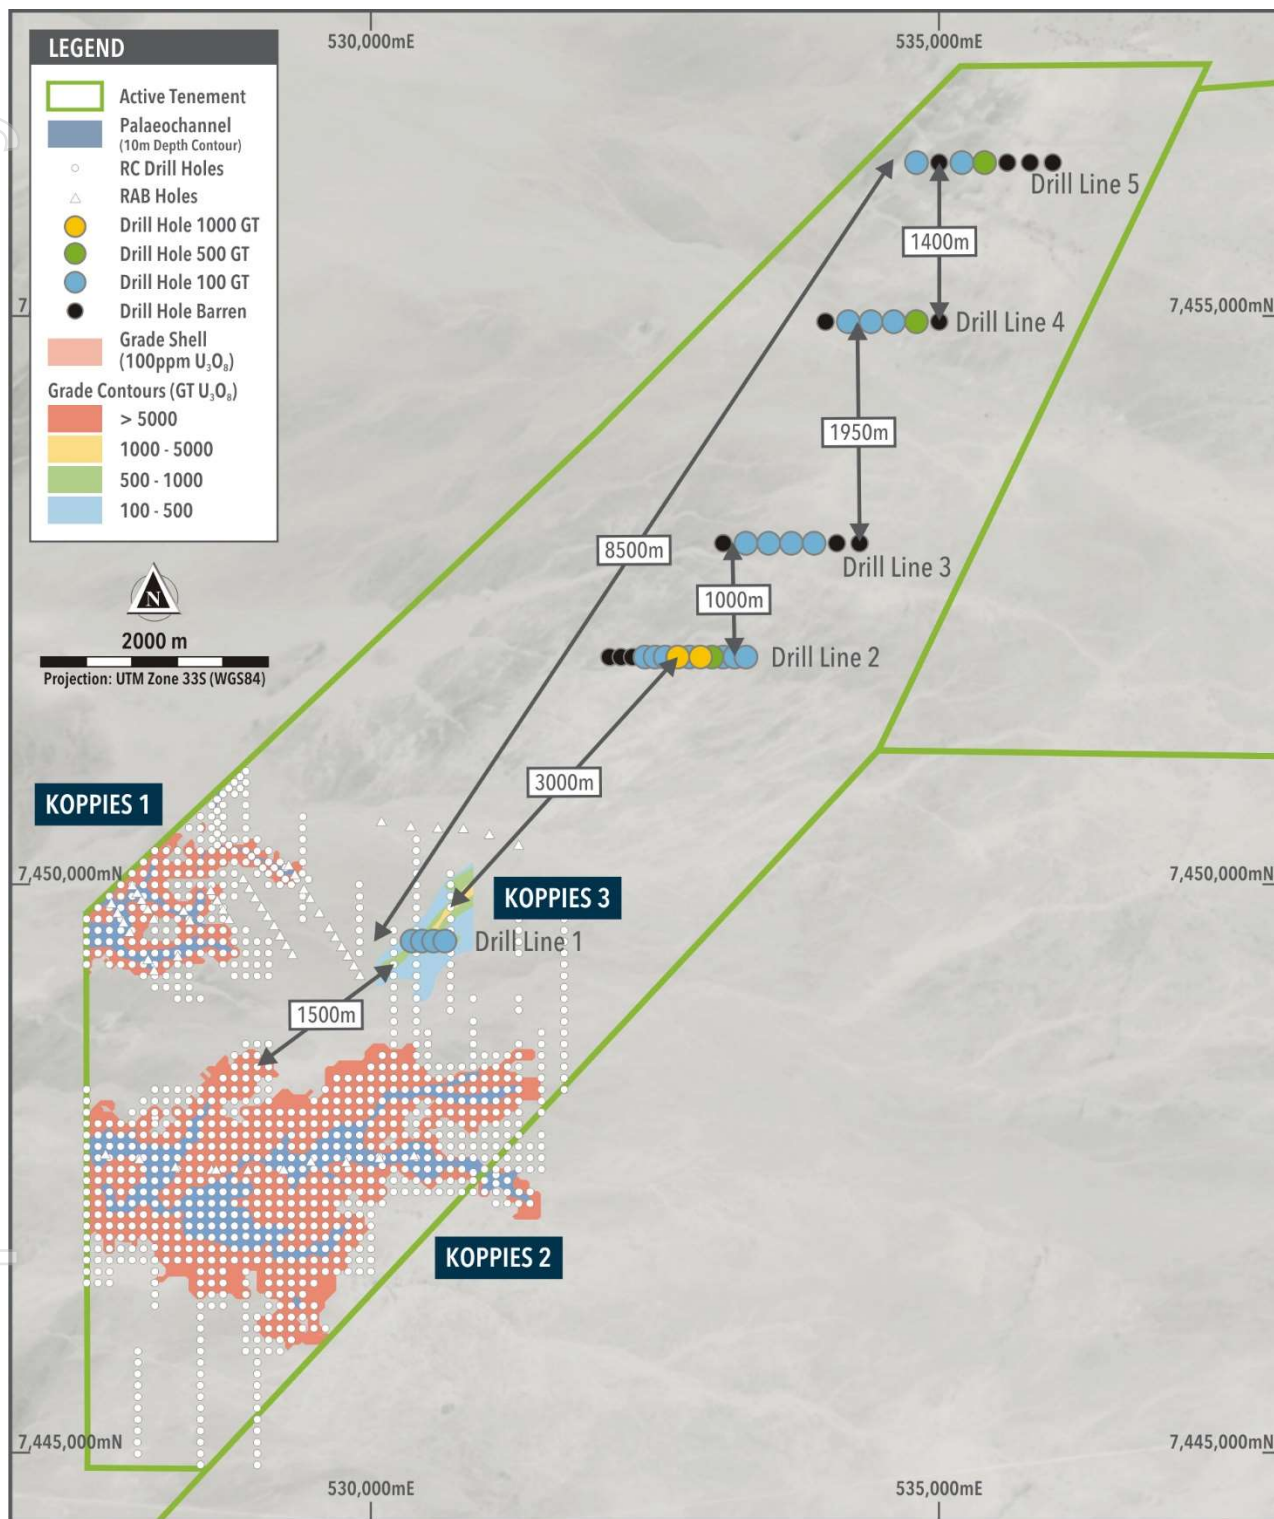 530,000mE
535,000mE
LEGEND
Active Tenement
Palaeochannel
(10m Depth Contour)
RC Drill Holes
RAB Holes
Drill Hole 1000 GT
Drill Hole 500 GT
Drill Hole 100 GT
Drill Hole Barren
Grade Shell
(100ppm U₃O₈)
Grade Contours (GT U₃O₈)
> 5000
1000 - 5000
500 - 1000
100 - 500
N
2000 m
Projection: UTM Zone 33S (WGS84)
Drill Line 5
1400m
7
7,455,000mN
Drill Line 4
1950m
8500m
Drill Line 3
1000m
Drill Line 2
3000m
KOPPIES 1
7,450,000mN
7,450,000mN
KOPPIES 3
Drill Line 1
1500m
KOPPIES 2
7,445,000mN
7,445,000mN
530,000mE
535,000mE